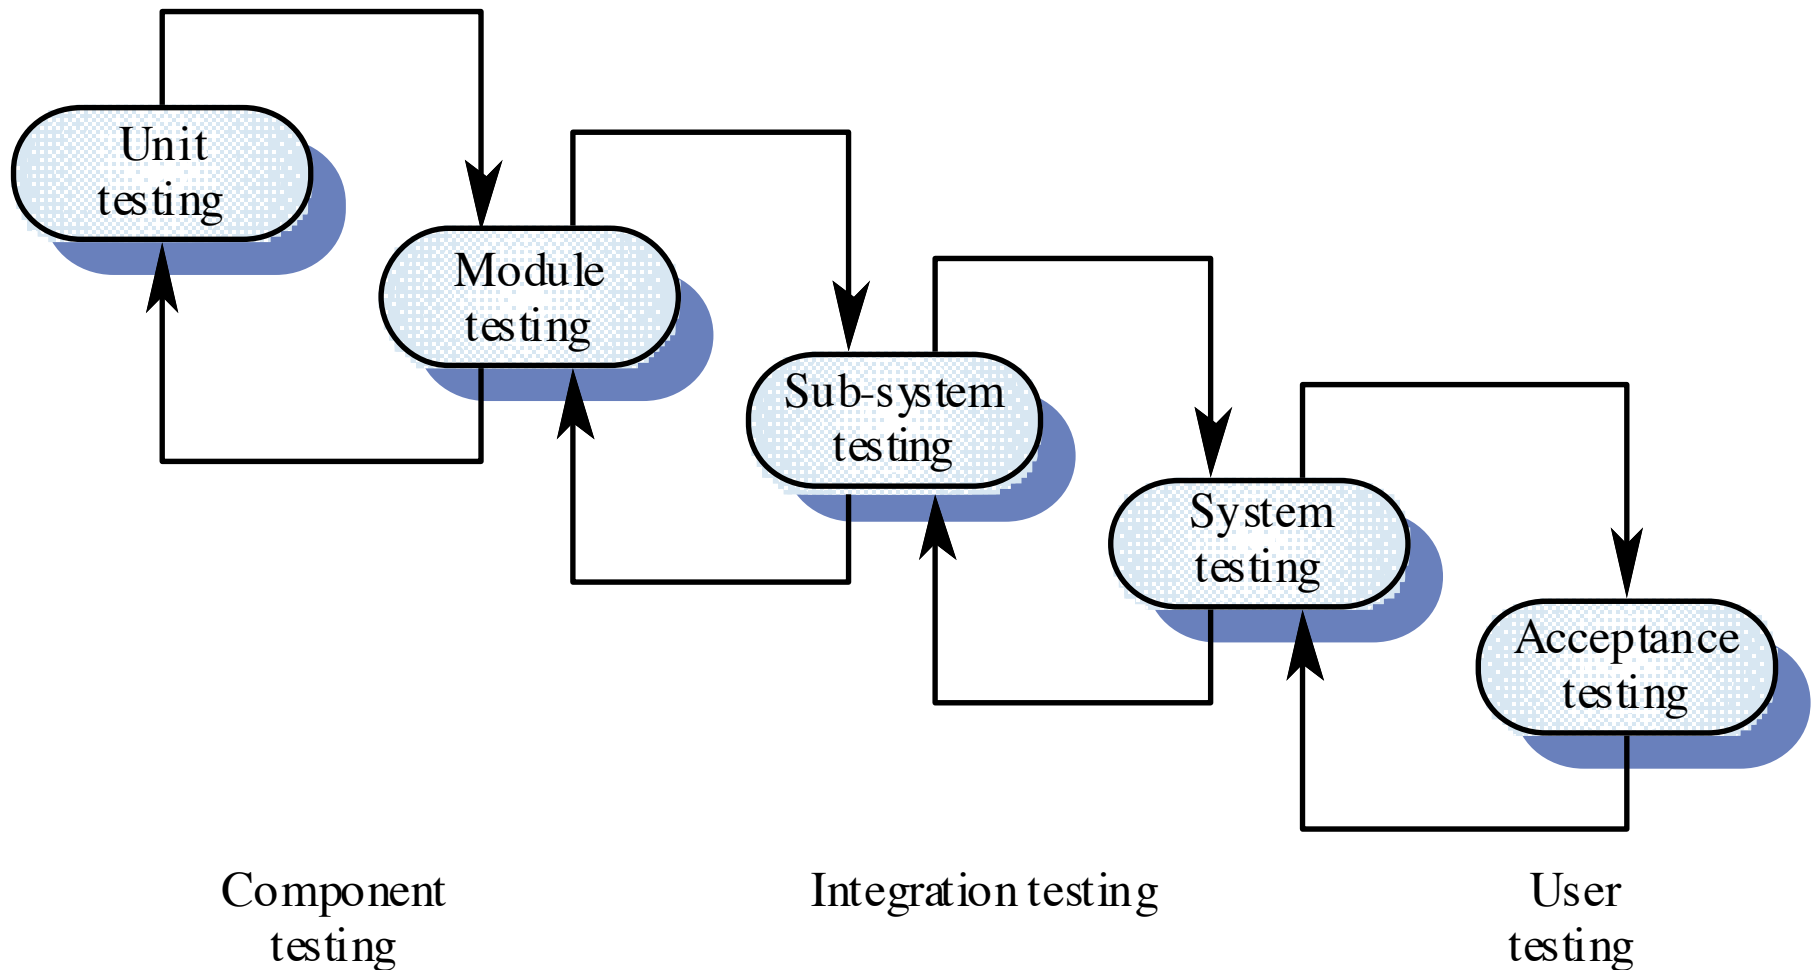 Unit
testing
Module
testing
Sub-system
testing
System
testing
Acceptance
testing
Component
testing
Integration testing
User
testing